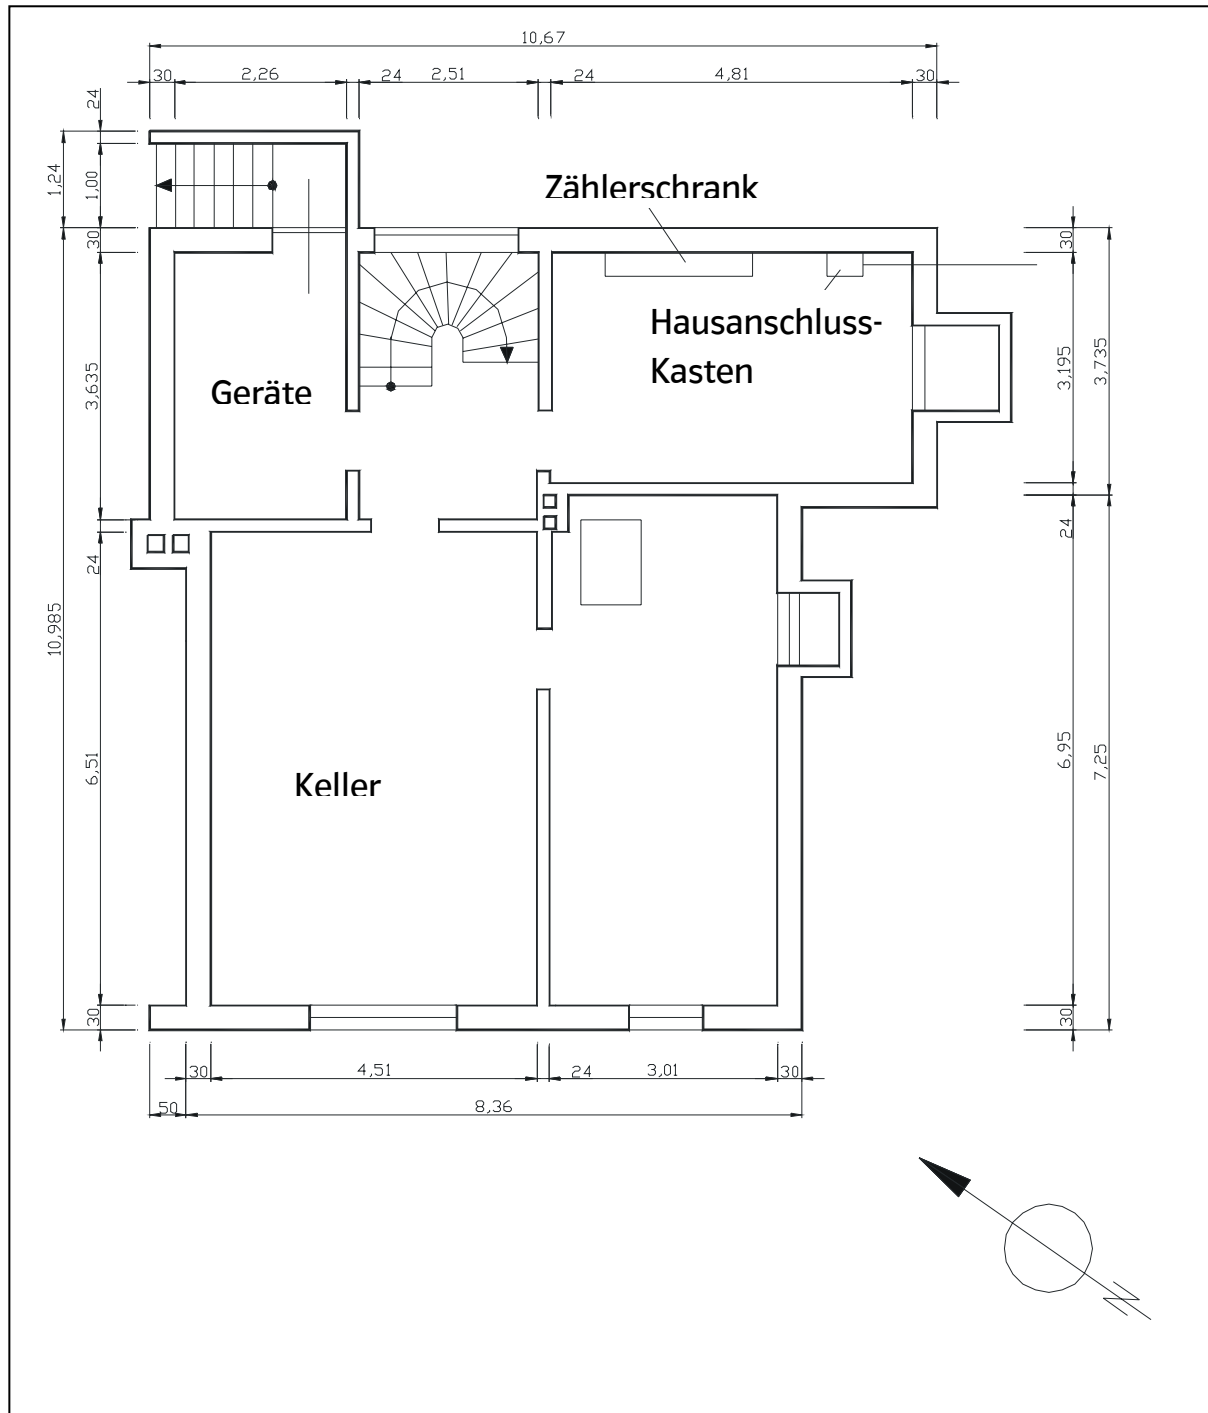 10,67
30 2,26 24 2,51 24 4,81 30
24
1,24
1,00
30
3,635
24
10,985
6,51
30
Zählerschrank
Hausanschluss-
Kasten
Geräte
Keller
30
3,195
3,735
24
6,95
7,25
30
30 4,51 24 3,01 30
50 8,36
N